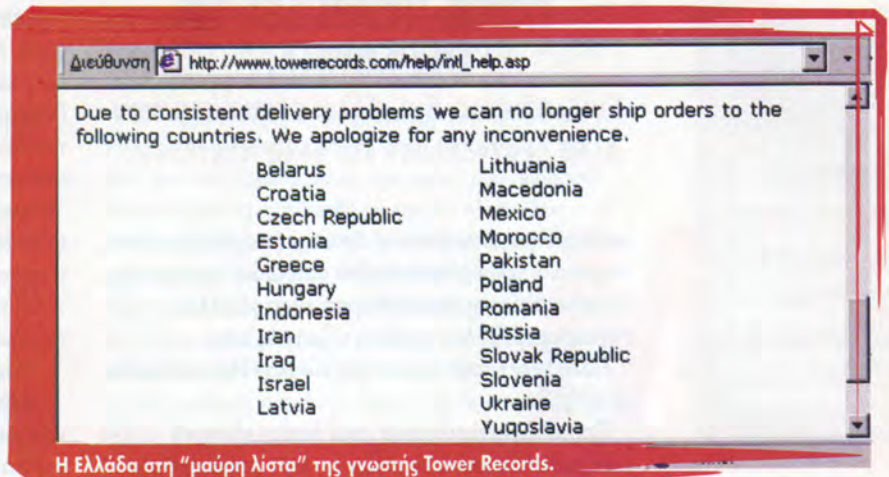 Διεύθυνση http://www.towerrecords.com/help/intl_help.asp
Due to consistent delivery problems we can no longer ship orders to the
following countries. We apologize for any inconvenience.
Belarus
Croatia
Czech Republic
Estonia
Greece
Hungary
Indonesia
Iran
Iraq
Israel
Latvia
Lithuania
Macedonia
Mexico
Morocco
Pakistan
Poland
Romania
Russia
Slovak Republic
Slovenia
Ukraine
Yugoslavia
Η Ελλάδα στη “μαύρη λίστα” της γνωστής Tower Records.